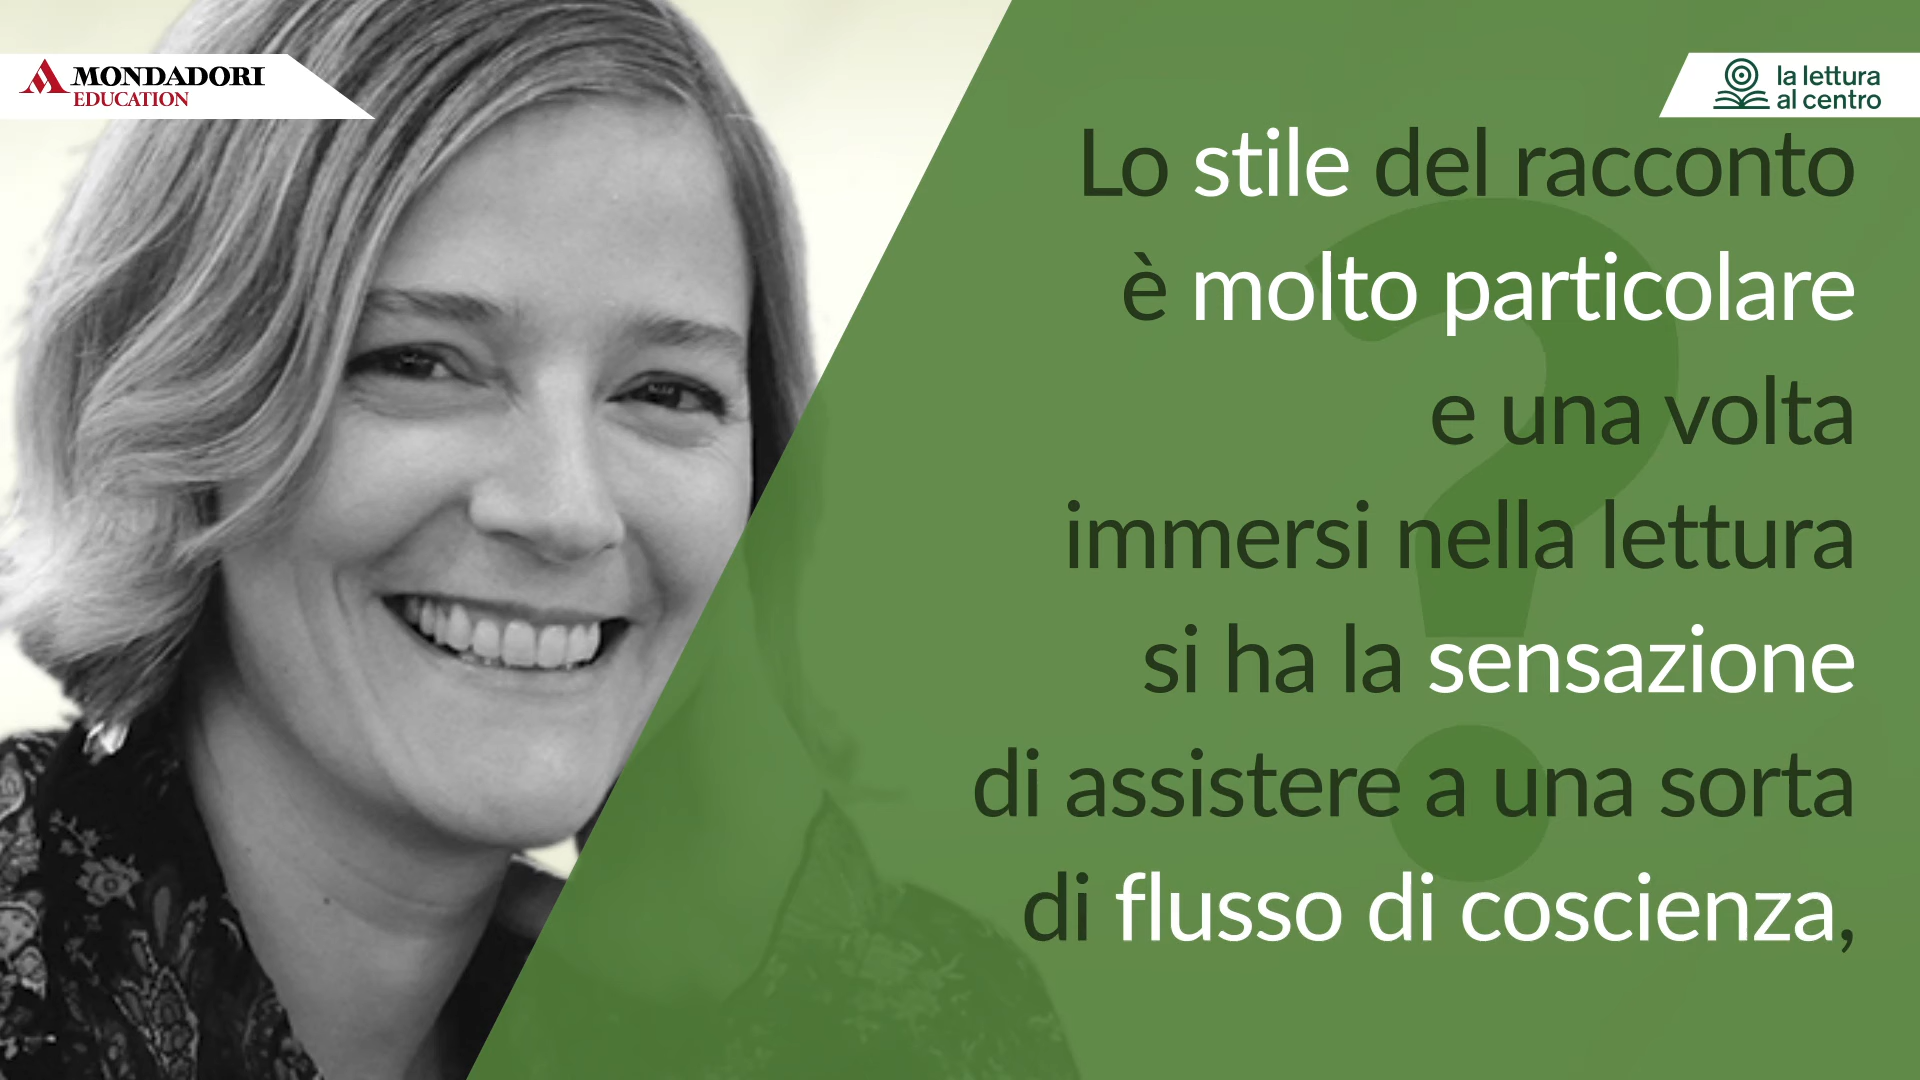 MONDADORI
EDUCATION
la lettura
al centro
Lo stile del racconto
è molto particolare
e una volta
immersi nella lettura
si ha la sensazione
di assistere a una sorta
di flusso di coscienza,
?